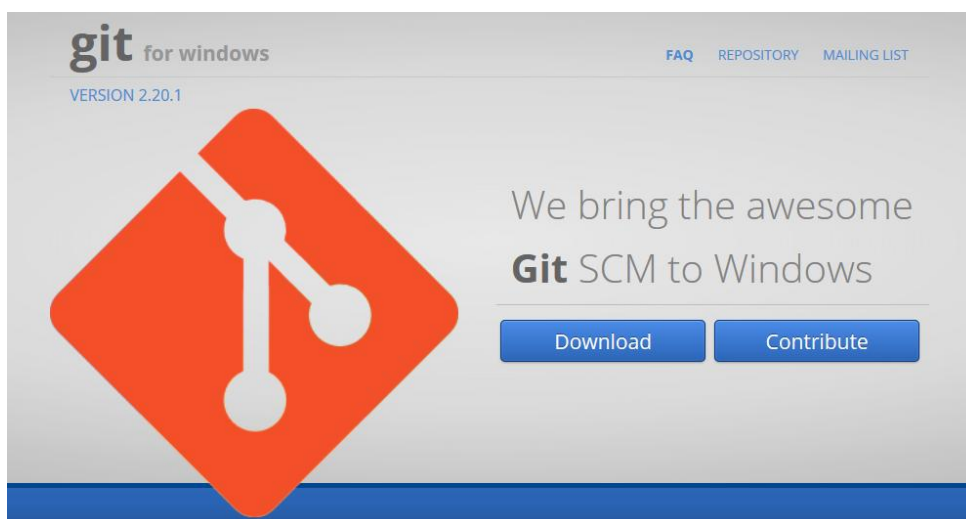 git for windows
FAQ REPOSITORY MAILING LIST
VERSION 2.20.1
We bring the awesome
Git SCM to Windows
Download Contribute